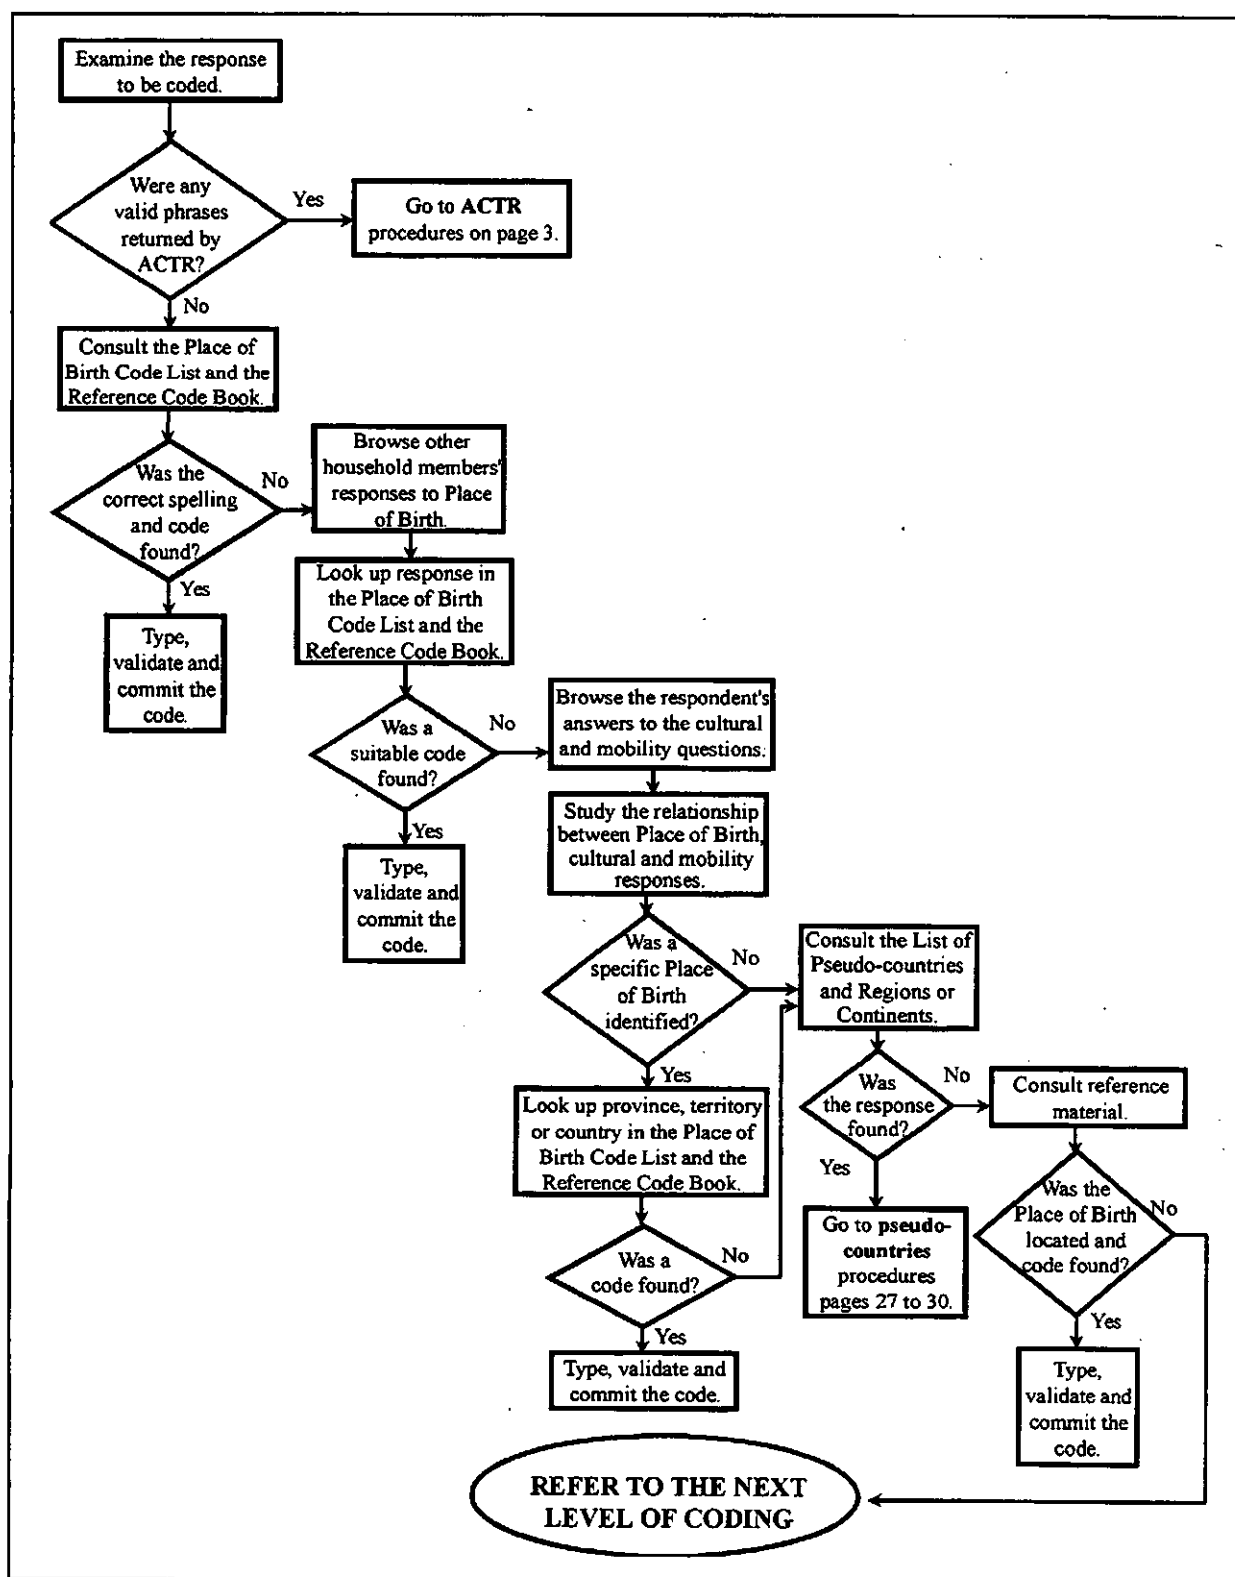 Examine the response
to be coded.
Were any
valid phrases
returned by
ACTR?
Yes
Go to ACTR
procedures on page 3.
No
Consult the Place of
Birth Code List and the
Reference Code Book.
Was the
correct spelling
and code
found?
No
Browse other
household members'
responses to Place
of Birth.
Yes
Type,
validate and
commit the
code.
Look up response in
the Place of Birth
Code List and the
Reference Code Book.
Was a
suitable code
found?
No
Browse the respondent's
answers to the cultural
and mobility questions.
Yes
Type,
validate and
commit the
code.
Study the relationship
between Place of Birth,
cultural and mobility
responses.
Was a
specific Place
of Birth
identified?
No
Consult the List of
Pseudo-countries
and Regions or
Continents.
Yes
Look up province, territory
or country in the Place of
Birth Code List and the
Reference Code Book.
Was
the response
found?
No
Consult reference
material.
Yes
Go to pseudo-
countries
procedures
pages 27 to 30.
Was the
Place of Birth
located and
code found?
No
Was a
code found?
No
Yes
Type, validate and
commit the code.
Yes
Type,
validate and
commit the
code.
REFER TO THE NEXT
LEVEL OF CODING